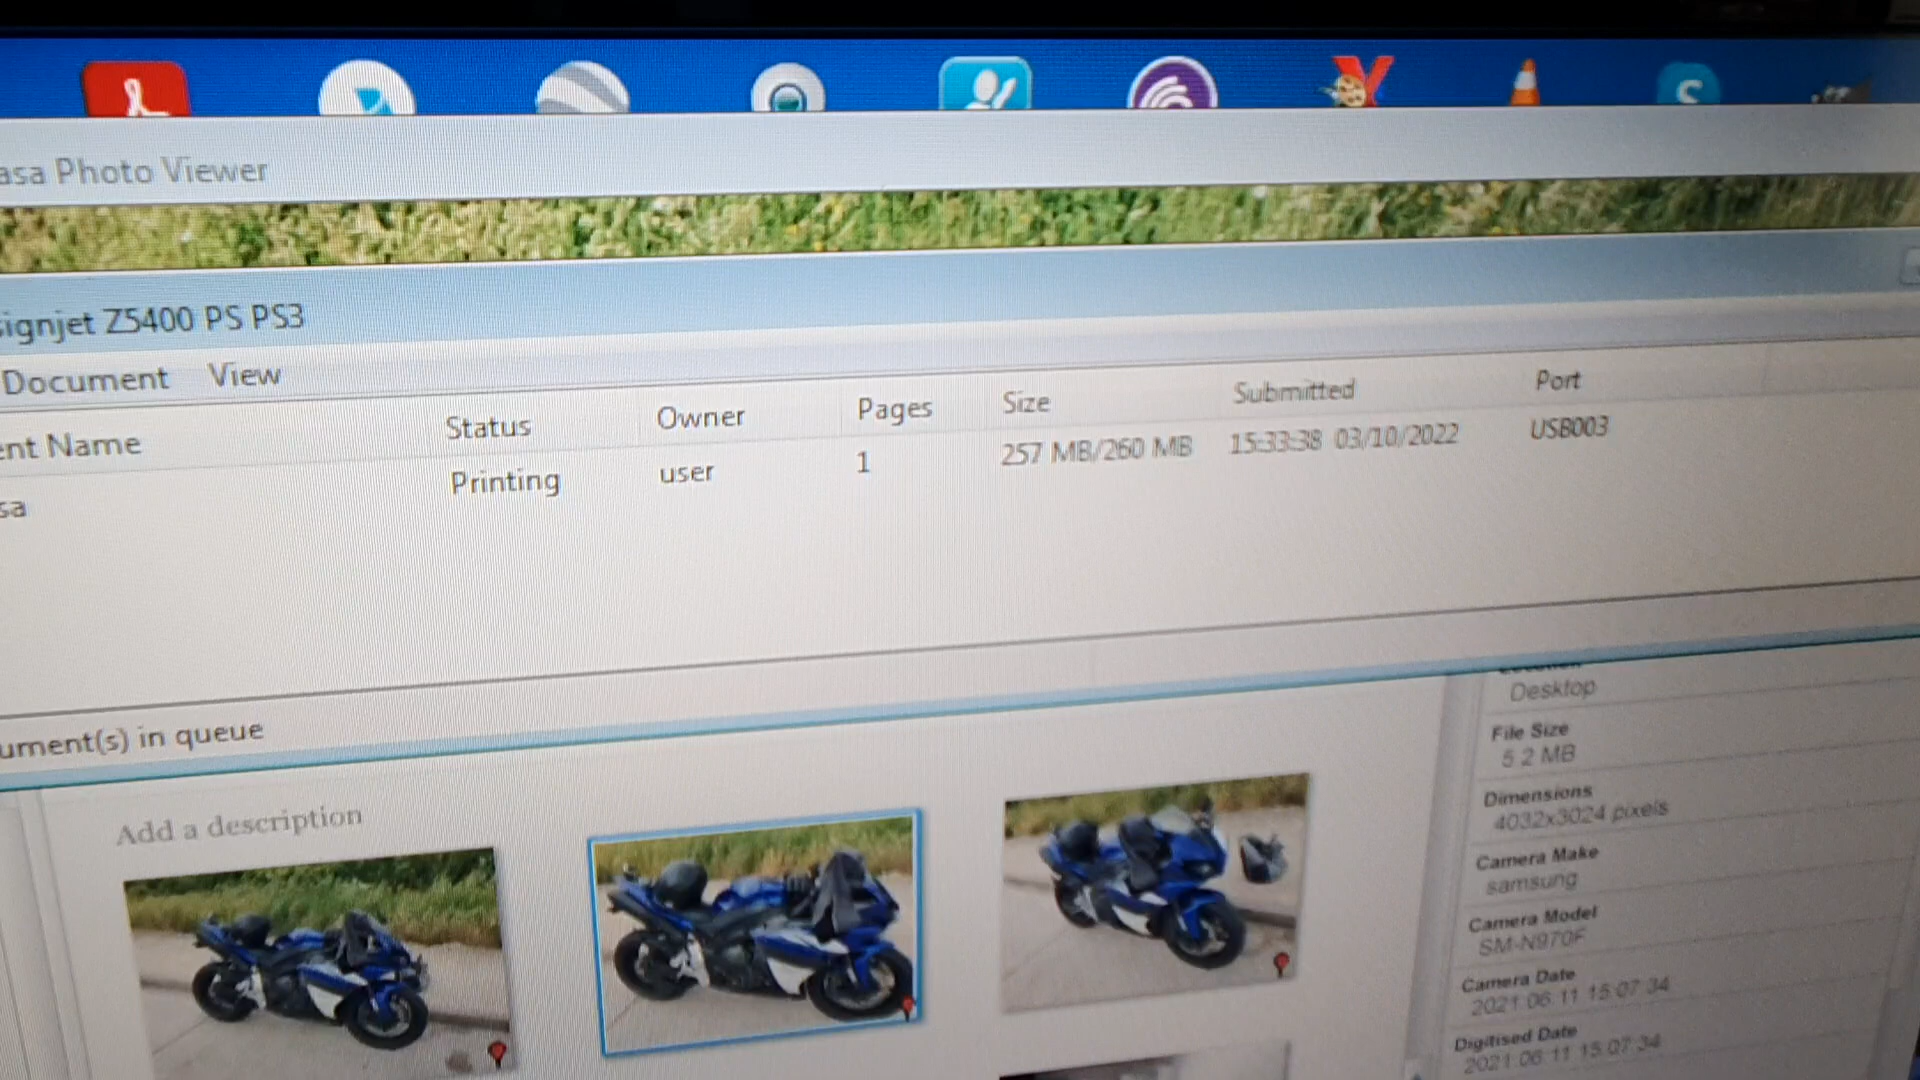 asa Photo Viewer
signjet Z5400 PS PS3
Document View
ent Name Status Owner Pages Size Submitted Port
sa Printing user 1 257 MB/260 MB 15:33:38 03/10/2022 USB003
ument(s) in queue
Add a description
Desktop
File Size
5.2 MB
Dimensions
4032x3024 pixels
Camera Make
samsung
Camera Model
SM-N970F
Camera Date
2021:06:11 15:07:34
Digitised Date
2021:06:11 15:07:34